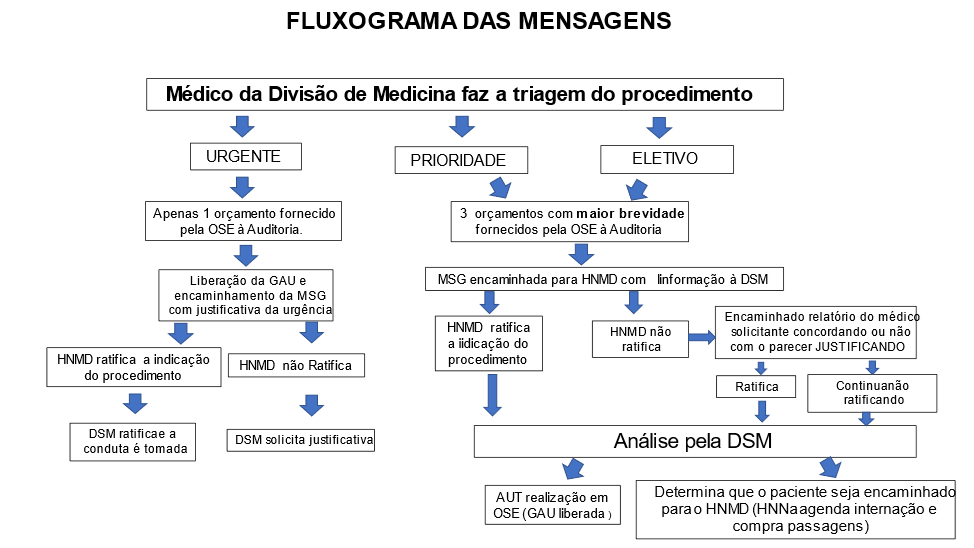 FLUXOGRAMA DAS MENSAGENS
Médico da Divisão de Medicina faz a triagem do procedimento
URGENTE
PRIORIDADE
ELETIVO
Apenas 1 orçamento fornecido
pela OSE à Auditoria.
3 orçamentos com maior brevidade
fornecidos pela OSE à Auditoria
Liberação da GAU e
encaminhamento da MSG
com justificativa da urgência
MSG encaminhada para HNMD com linformação à DSM
HNMD ratifica a indicação
do procedimento
HNMD não Ratifica
HNMD ratifica
a iidicação do
procedimento
HNMD não
ratifica
Encaminhado relatório do médico
solicitante concordando ou não
com o parecer JUSTIFICANDO
Ratifica
Continuanão
ratificando
DSM ratificae a
conduta é tomada
DSM solicita justificativa
Análise pela DSM
AUT realização em
OSE (GAU liberada )
Determina que o paciente seja encaminhado
para o HNMD (HNNa agenda internação e
compra passagens)